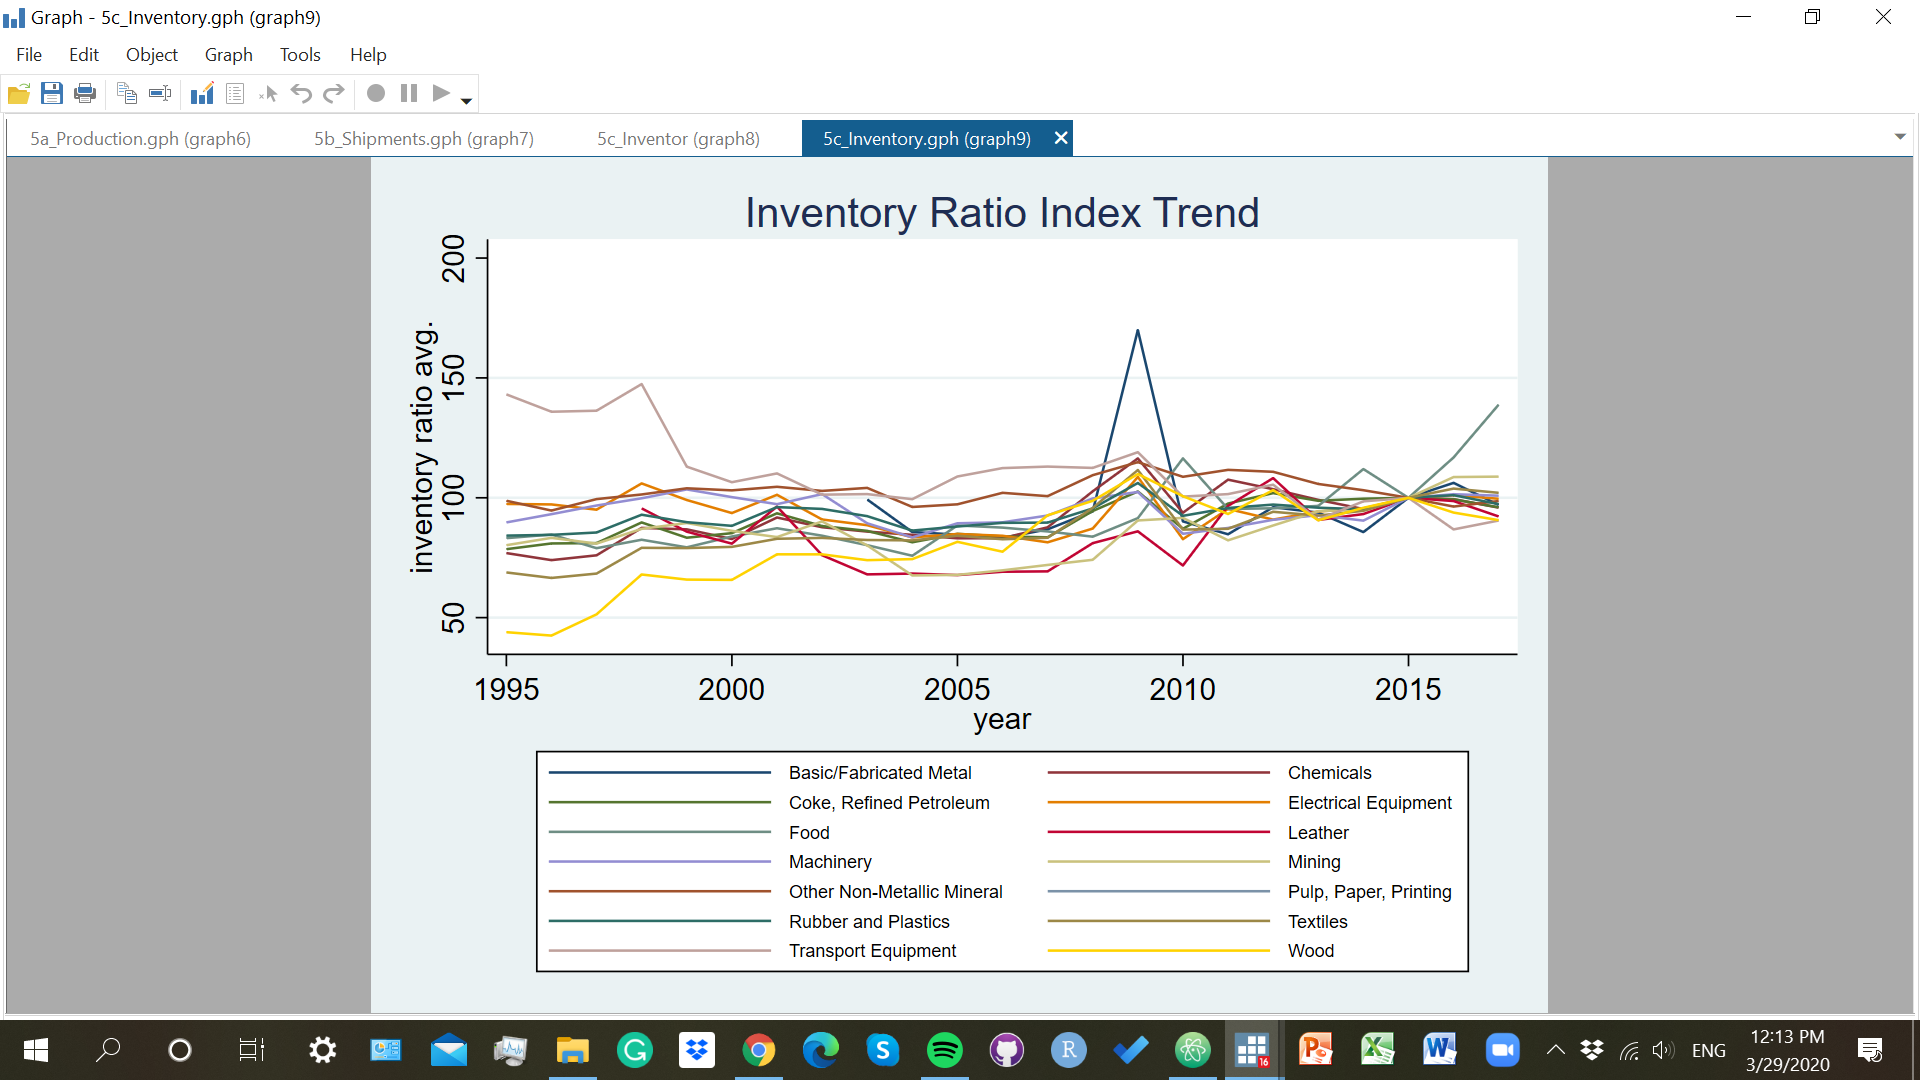 Graph - 5c_Inventory.gph (graph9)
File Edit Object Graph Tools Help
5a_Production.gph (graph6) 5b_Shipments.gph (graph7) 5c_Inventor (graph8) 5c_Inventory.gph (graph9)
Inventory Ratio Index Trend
inventory ratio avg.
200
150
100
50
1995 2000 2005 2010 2015
year
Basic/Fabricated Metal Chemicals
Coke, Refined Petroleum Electrical Equipment
Food Leather
Machinery Mining
Other Non-Metallic Mineral Pulp, Paper, Printing
Rubber and Plastics Textiles
Transport Equipment Wood
G S R 16 P X W ENG
12:13 PM
3/29/2020